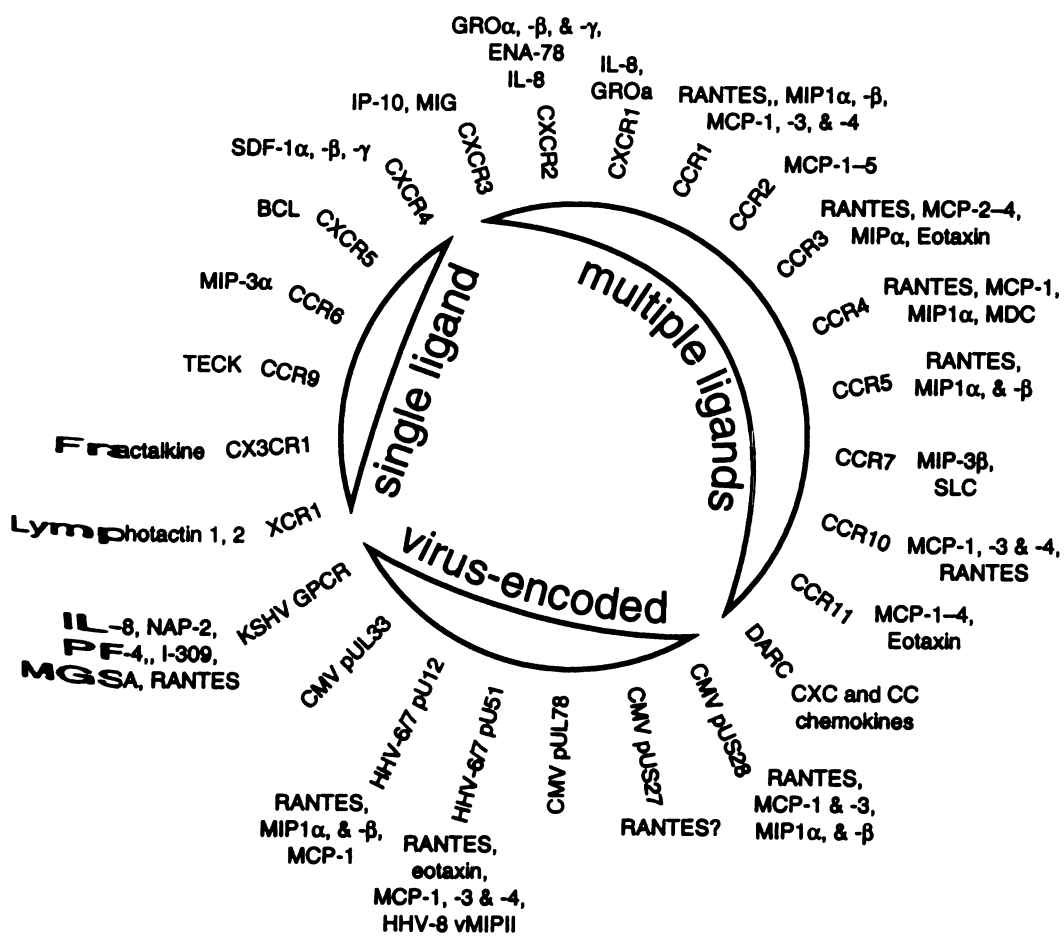 GROα, -β, & -γ,
ENA-78
IL-8
CXCR2
IL-8,
GROa
CXCR1
RANTES,, MIP1α, -β,
MCP-1, -3, & -4
CCR1
MCP-1–5
CCR2
RANTES, MCP-2–4,
MIPα, Eotaxin
CCR3
RANTES, MCP-1,
MIP1α, MDC
CCR4
RANTES,
MIP1α, & -β
CCR5
CCR7
MIP-3β,
SLC
CCR10
MCP-1, -3 & -4,
RANTES
CCR11
MCP-1–4,
Eotaxin
DARC
CXC and CC
chemokines
multiple ligands
CMV pUS28
RANTES,
MCP-1 & -3,
MIP1α, & -β
CMV pUS27
RANTES?
CMV pUL78
HHV-6/7 pU51
RANTES,
eotaxin,
MCP-1, -3 & -4,
HHV-8 vMIPII
HHV-6/7 pU12
RANTES,
MIP1α, & -β,
MCP-1
CMV pUL33
KSHV GPCR
IL-8, NAP-2,
PF-4,, I-309,
MGSA, RANTES
virus-encoded
Lymphotactin 1, 2
XCR1
Fractalkine
CX3CR1
TECK
CCR9
MIP-3α
CCR6
BCL
CXCR5
SDF-1α, -β, -γ
CXCR4
single ligand
IP-10, MIG
CXCR3